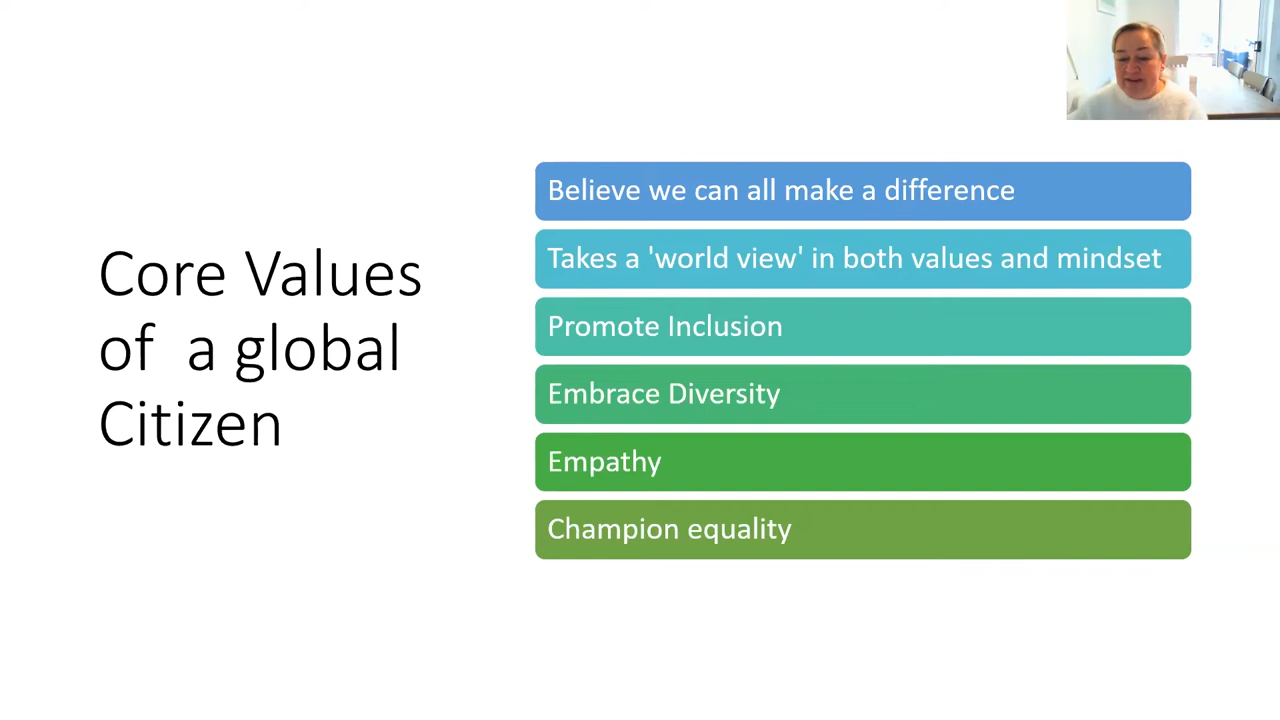 Core Values
of  a global
Citizen
Believe we can all make a difference
Takes a 'world view' in both values and mindset
Promote Inclusion
Embrace Diversity
Empathy
Champion equality